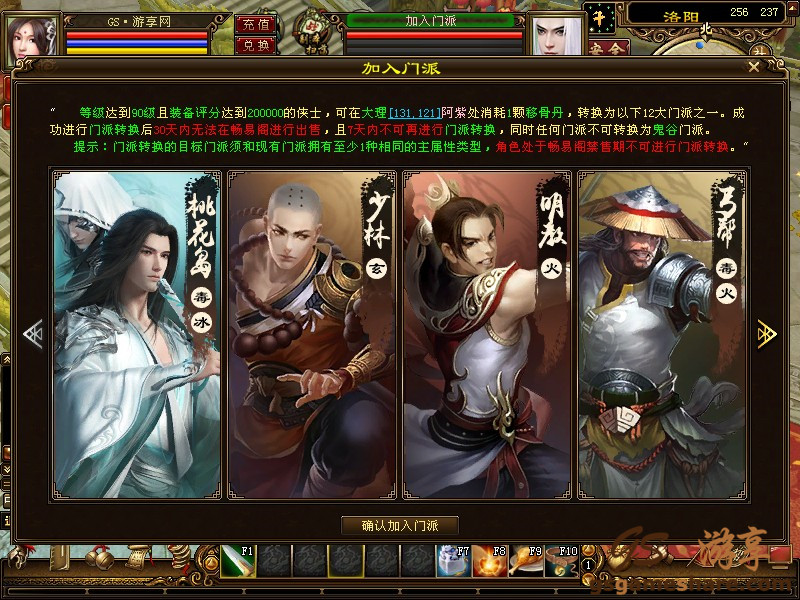 GS·游享网
充值
兑换
加入门派
牛
洛阳
256 237
北
安全
加入门派
“ 等级达到90级且装备评分达到200000的侠士，可在大理[131,121]阿紫处消耗1颗移骨丹，转换为以下12大门派之一。成
功进行门派转换后30天内无法在畅易阁进行出售，且7天内不可再进行门派转换，同时任何门派不可转换为鬼谷门派。
提示：门派转换的目标门派须和现有门派拥有至少1种相同的主属性类型，角色处于畅易阁禁售期不可进行门派转换。“
桃花岛
毒
冰
少林
玄
明教
火
丐帮
毒
火
确认加入门派
F1
F7
F8
F9
F10
1
GS·游享
gsgameshare.com